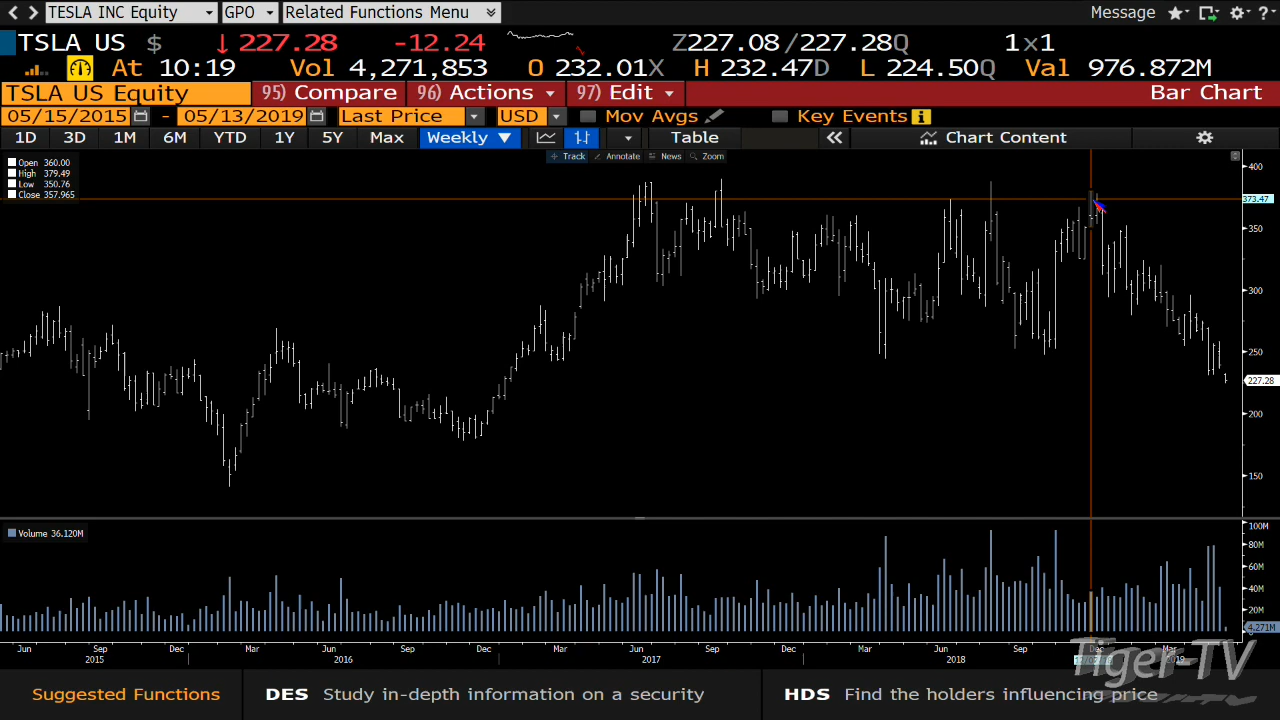 TESLA INC Equity GPO Related Functions Menu Message ?
TSLA US $ ↓ 227.28 -12.24 Z227.08/227.28Q 1x1
At 10:19 Vol 4,271,853 O 232.01X H 232.47D L 224.50Q Val 976.872M
TSLA US Equity 95) Compare 96) Actions 97) Edit Bar Chart
05/15/2015 - 05/13/2019 Last Price USD Mov Avgs Key Events i
1D 3D 1M 6M YTD 1Y 5Y Max Weekly ▼ Table « Chart Content
Track Annotate News Zoom
Open 360.00
High 379.49
Low 350.76
Close 357.965
400
373.47
350
300
250
227.28
200
150
Volume 36.120M
100M
80M
60M
40M
20M
4.271M
0
Jun Sep Dec Mar Jun Sep Dec Mar Jun Sep Dec Mar Jun Sep Dec Mar
2015 2016 2017 2018 2019
Tiger-TV
Suggested Functions DES Study in-depth information on a security HDS Find the holders influencing price